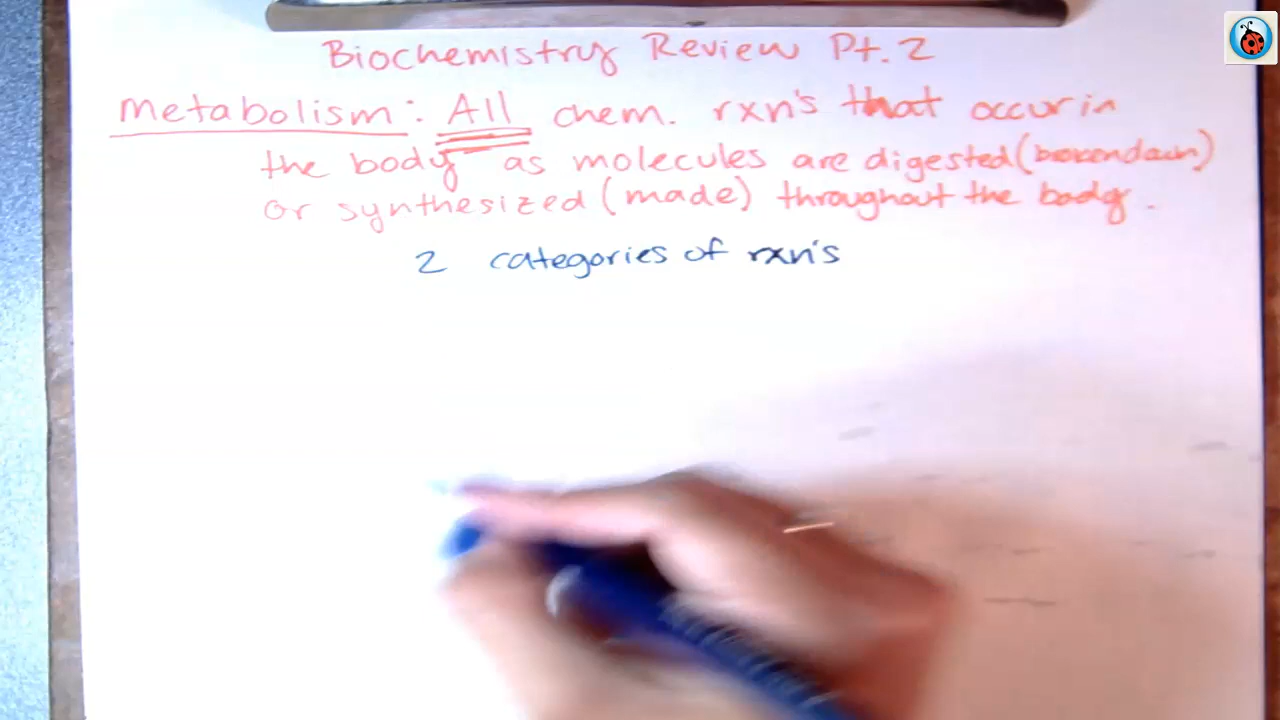 Biochemistry Review Pt. 2
Metabolism: All chem. rxn's that occur in
the body as molecules are digested (brokendown)
or synthesized (made) throughout the body.
2 categories of rxn's